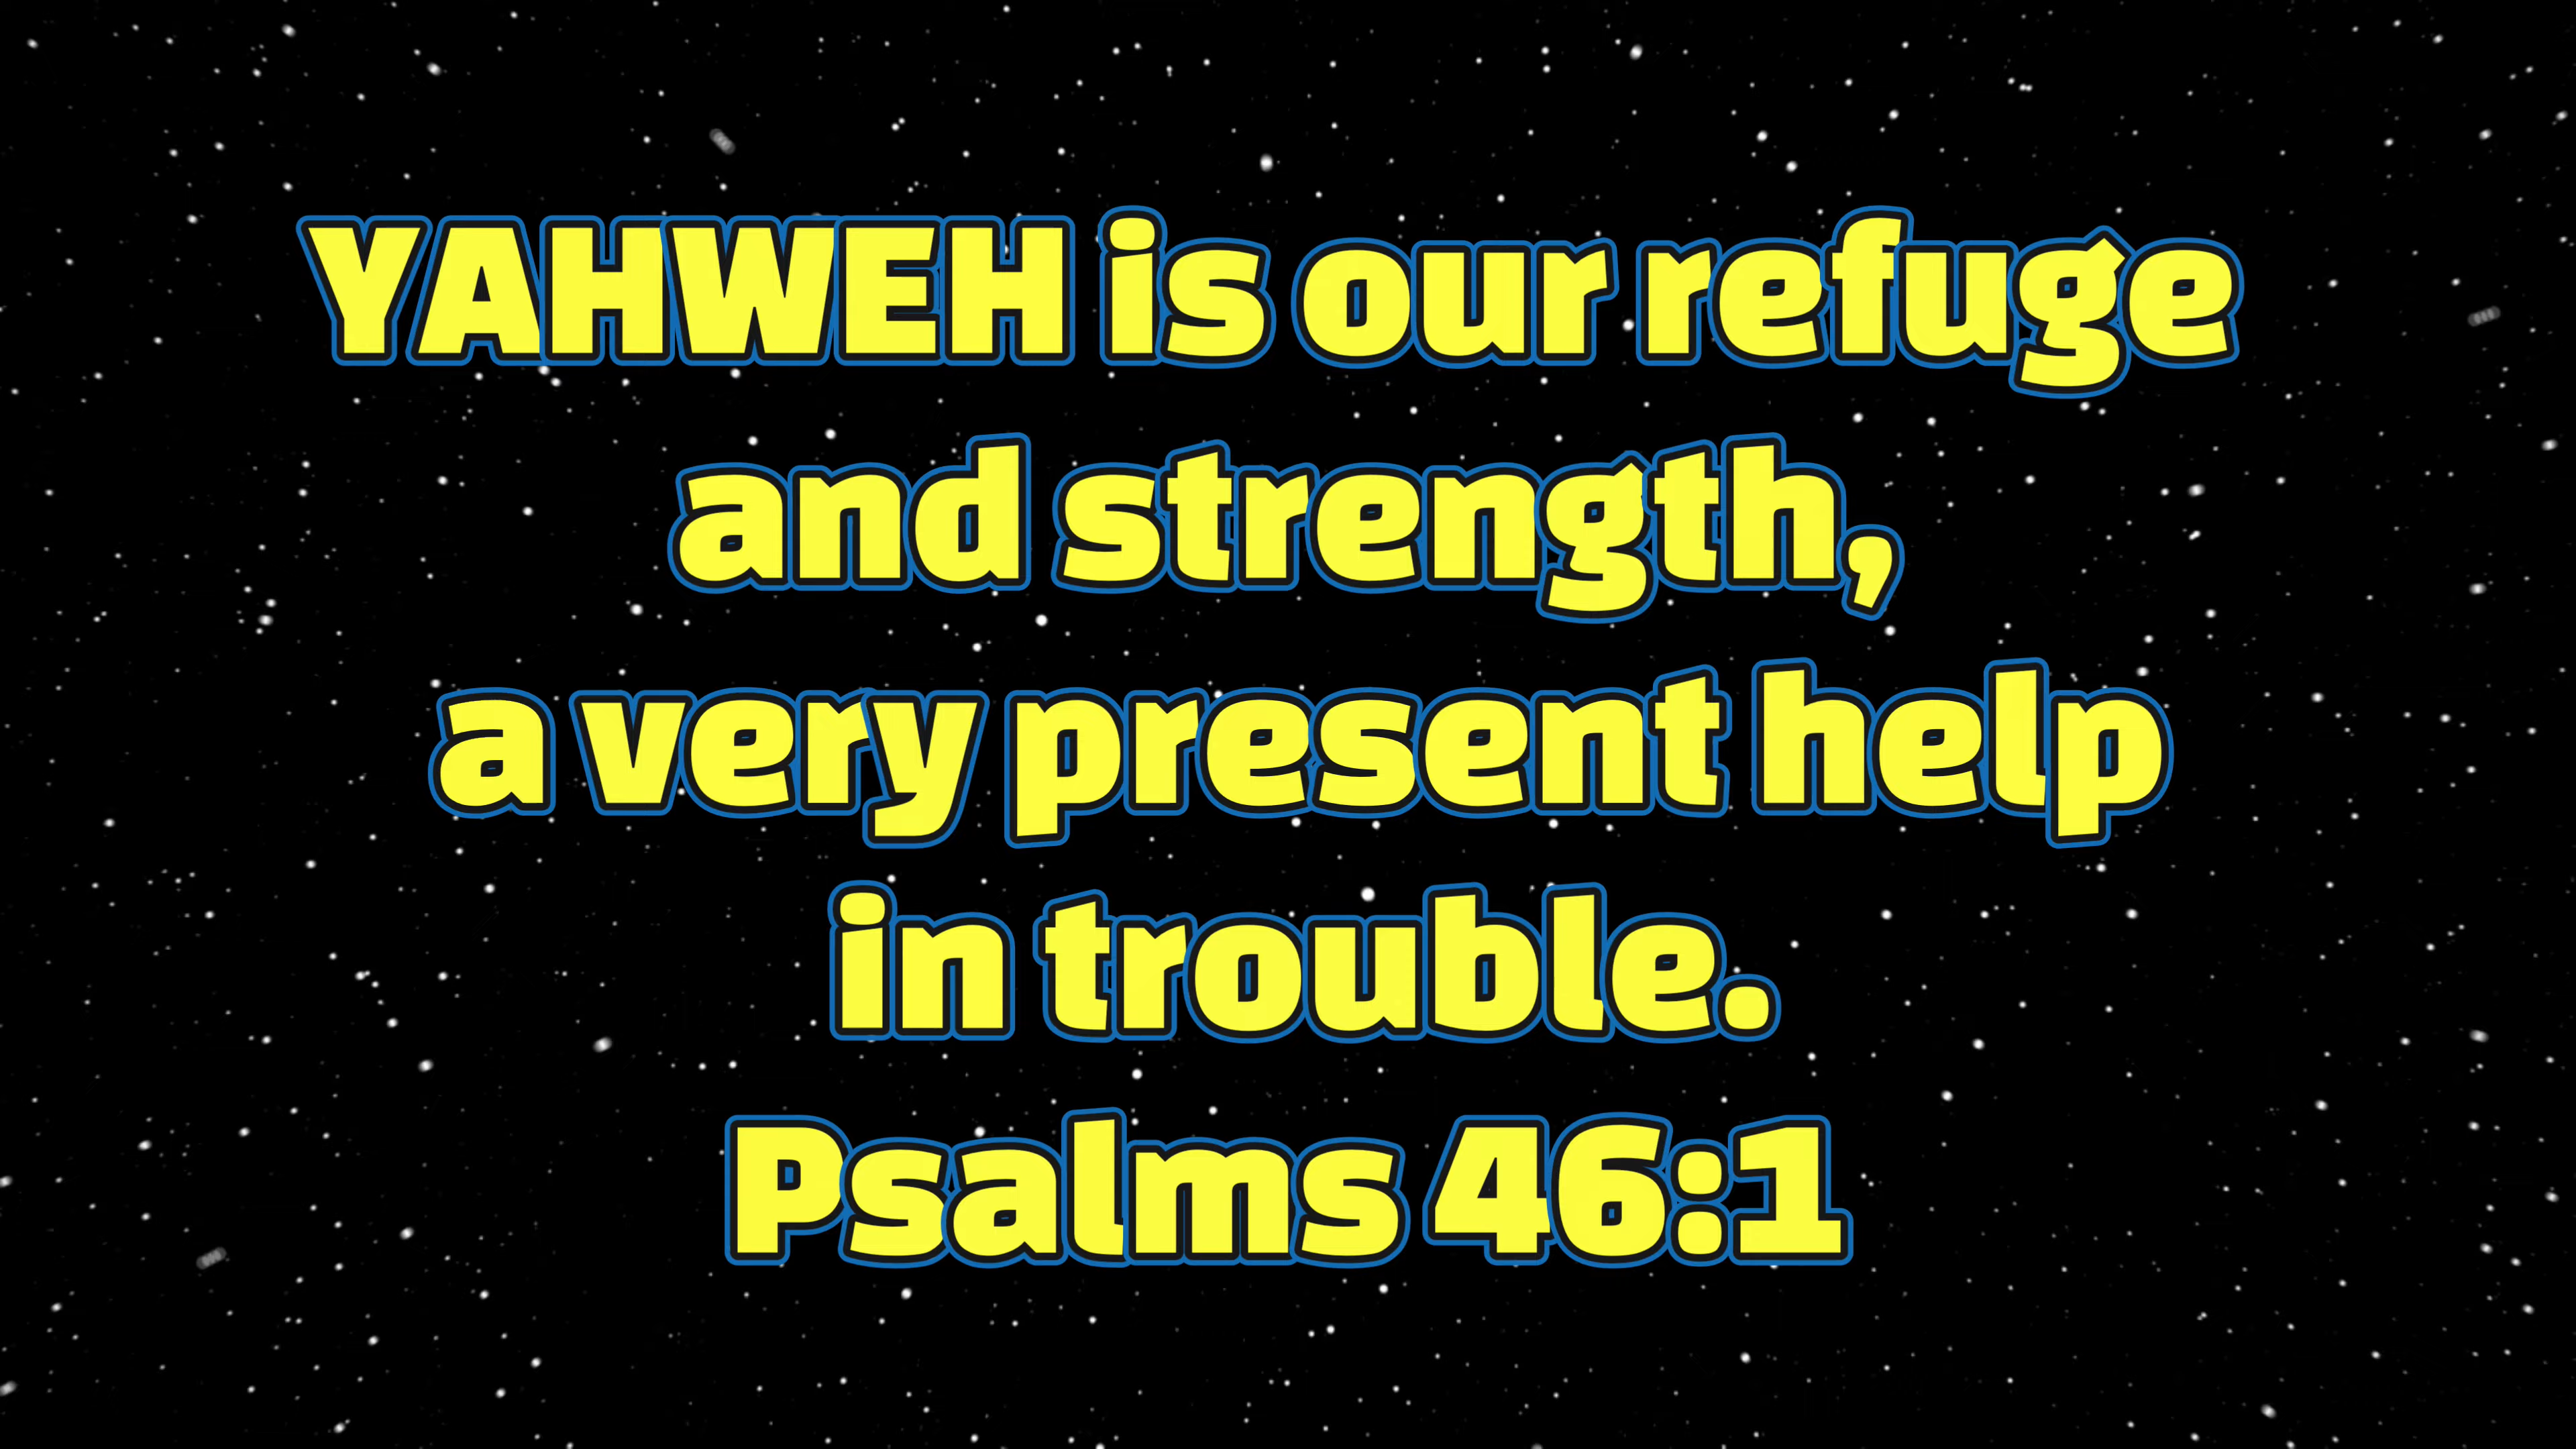 YAHWEH is our refuge
and strength,
a very present help
in trouble.
Psalms 46:1